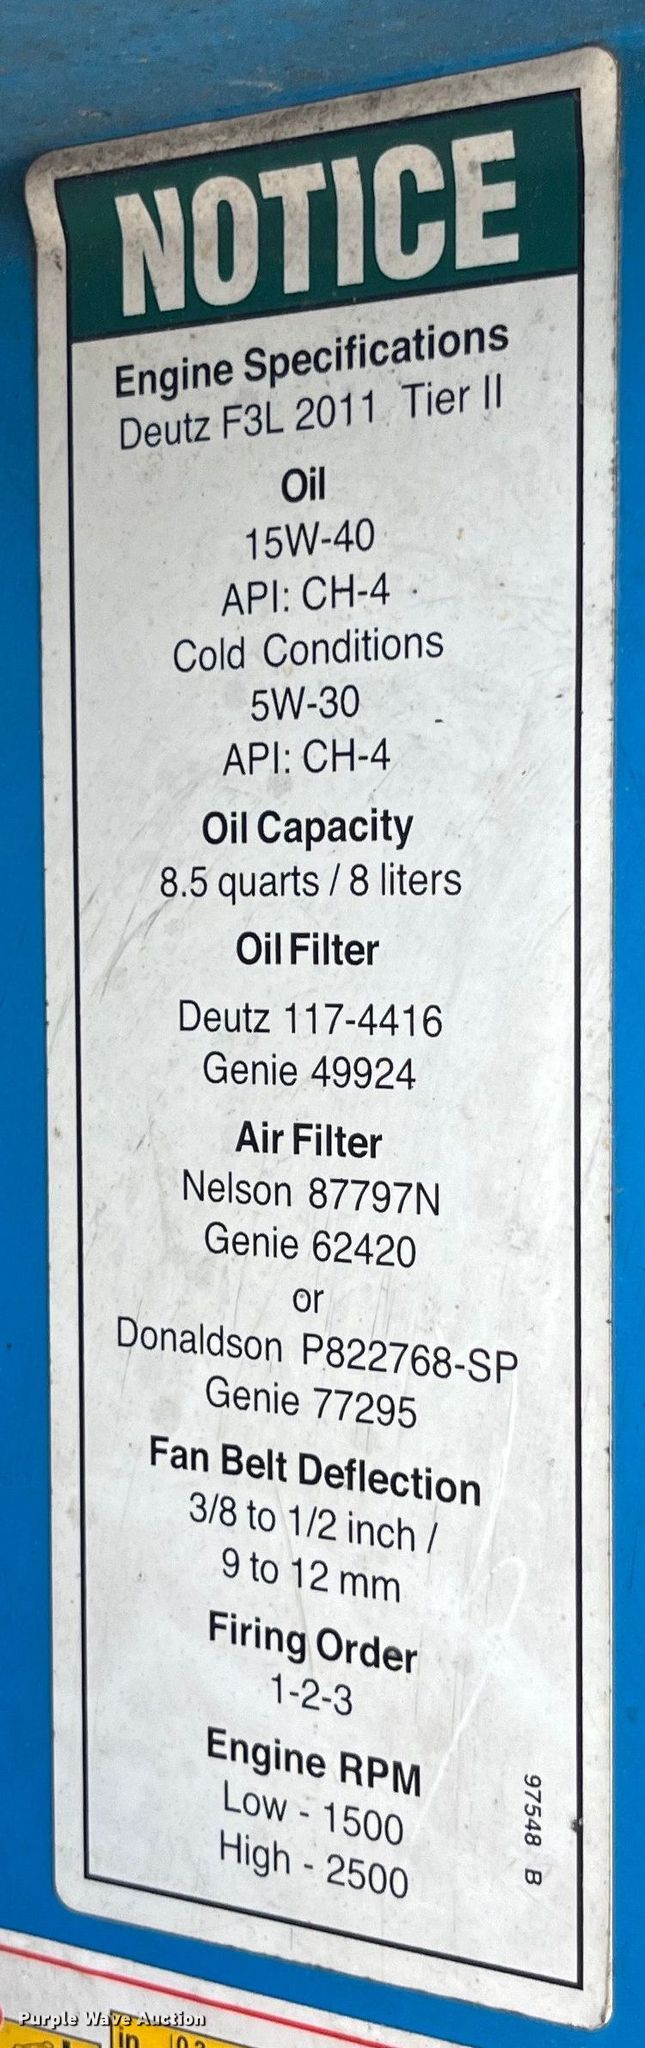 NOTICE
Engine Specifications
Deutz F3L 2011 Tier II
Oil
15W-40
API: CH-4
Cold Conditions
5W-30
API: CH-4
Oil Capacity
8.5 quarts / 8 liters
Oil Filter
Deutz 117-4416
Genie 49924
Air Filter
Nelson 87797N
Genie 62420
or
Donaldson P822768-SP
Genie 77295
Fan Belt Deflection
3/8 to 1/2 inch /
9 to 12 mm
Firing Order
1-2-3
Engine RPM
Low - 1500
High - 2500
97548 B
Purple Wave Auction
in